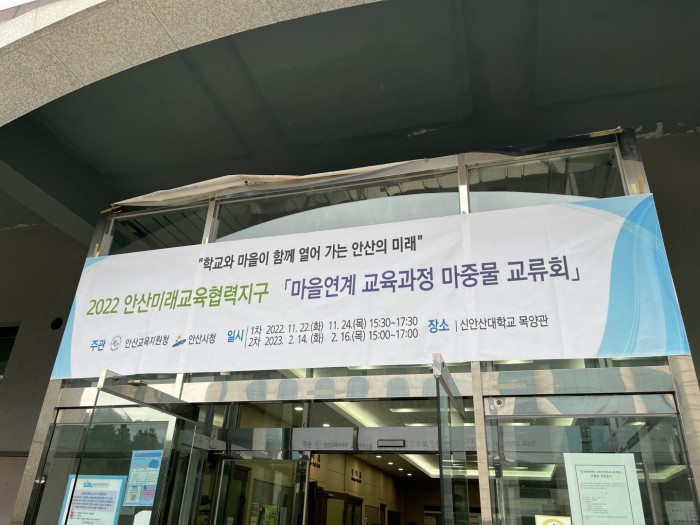 "학교와 마을이 함께 열어 가는 안산의 미래"
2022 안산미래교육협력지구 「마을연계 교육과정 마중물 교류회」
주관 안산교육지원청 안산시청 일시 1차 2022. 11. 22.(화) 11. 24.(목) 15:30~17:30 장소 | 신안산대학교 목양관
2차 2023. 2. 14. (화) 2. 16.(목) 15:00~17:00